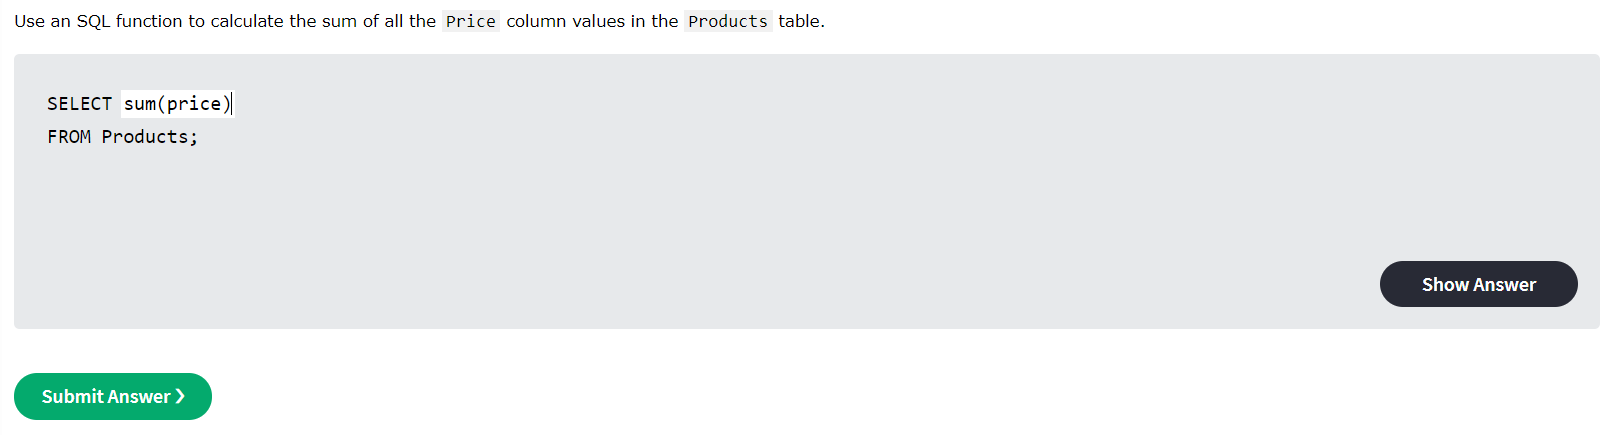 Use an SQL function to calculate the sum of all the Price column values in the Products table.
SELECT sum(price)
FROM Products;
Show Answer
Submit Answer ❯